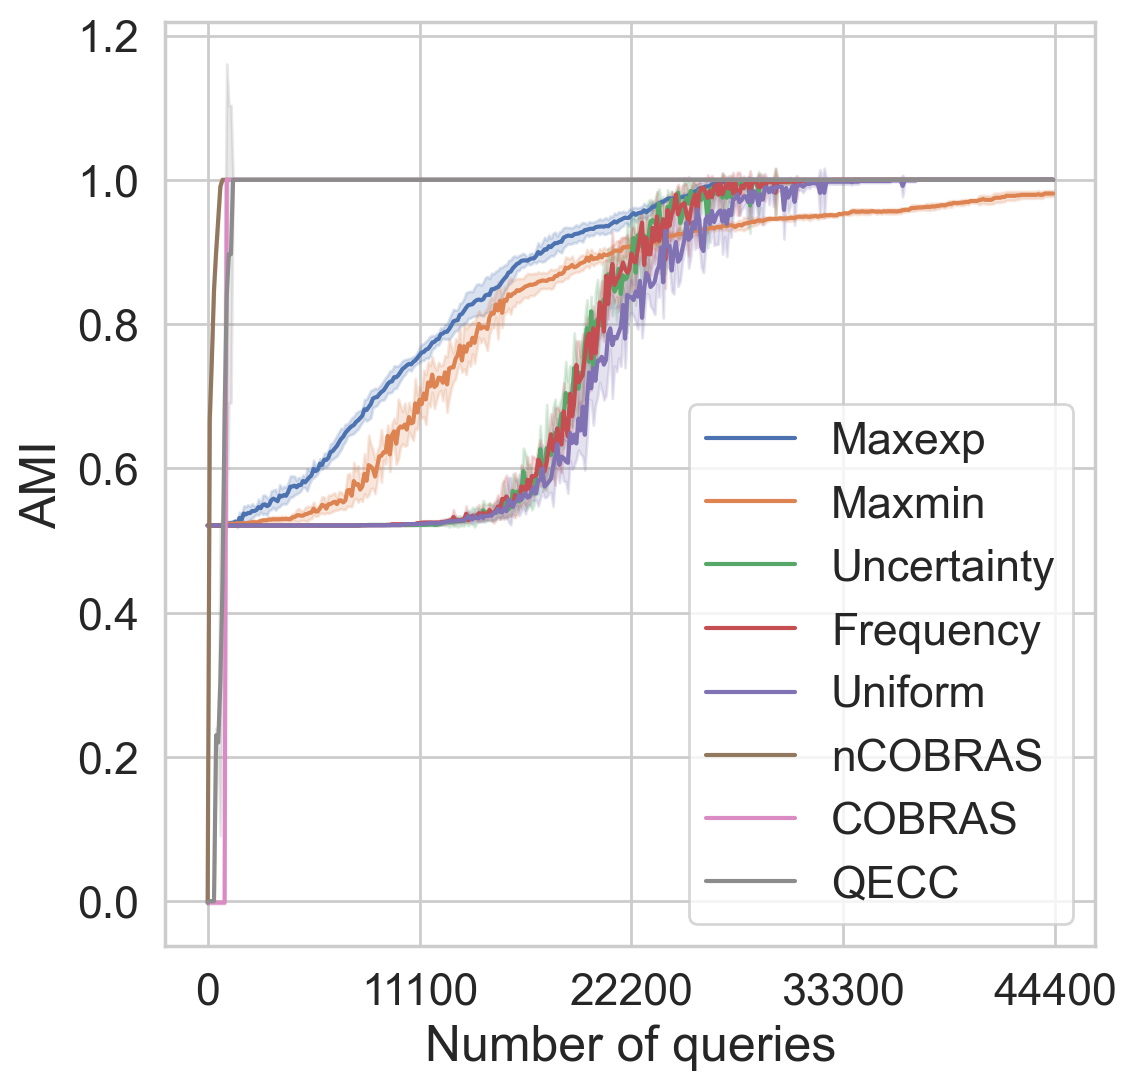 1.2
1.0
0.8
0.6
0.4
0.2
0.0
AMI
Maxexp
Maxmin
Uncertainty
Frequency
Uniform
nCOBRAS
COBRAS
QECC
0 11100 22200 33300 44400
Number of queries